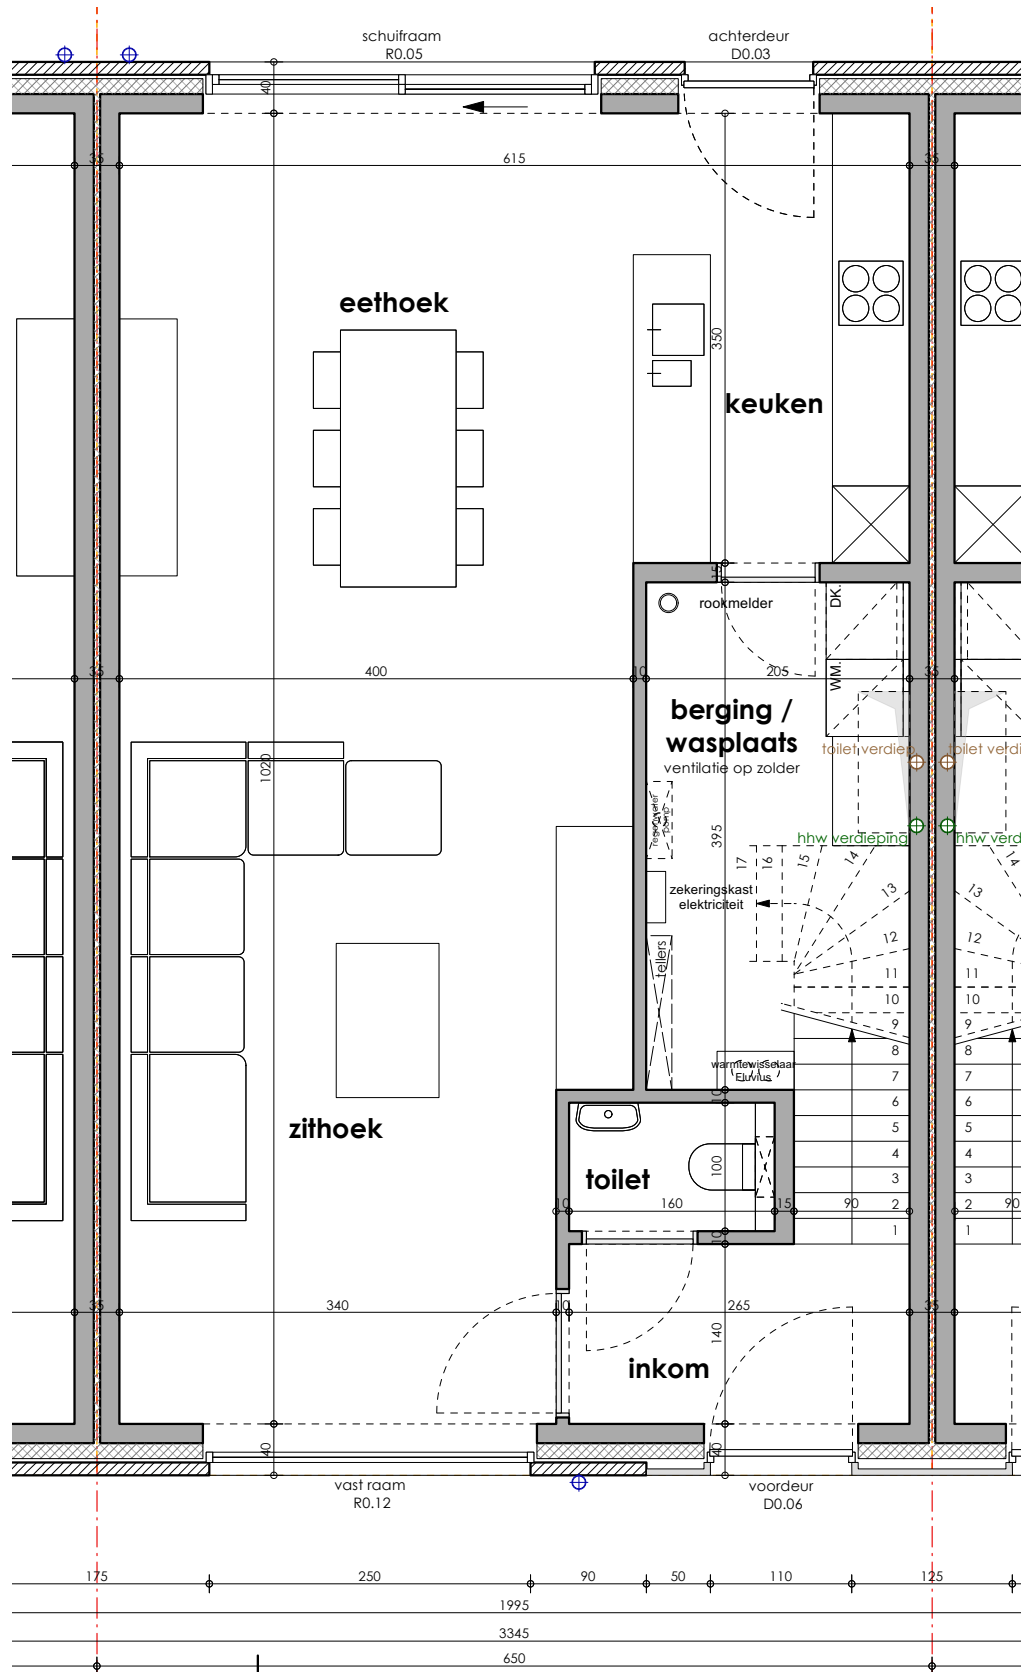 schuifraam
R0.05
achterdeur
D0.03
40
35
615
35
eethoek
350
keuken
15
rookmelder
DK.
35
400
10
205
35
WM.
berging /
wasplaats
ventilatie op zolder
toilet verdiep.
toilet verdi
1020
regenwater
pomp
395
hhw verdieping
hhw verd
17
16
15
14
13
12
11
10
9
8
7
6
5
4
3
2
1
14
13
12
11
10
9
8
7
6
5
4
3
2
1
zekeringskast
elektriciteit
tellers
warmtewisselaar
Fluvius
10
zithoek
toilet
100
10
160
15
90
90
10
35
340
10
265
35
140
inkom
40
40
vast raam
R0.12
voordeur
D0.06
175
250
90
50
110
125
1995
3345
650